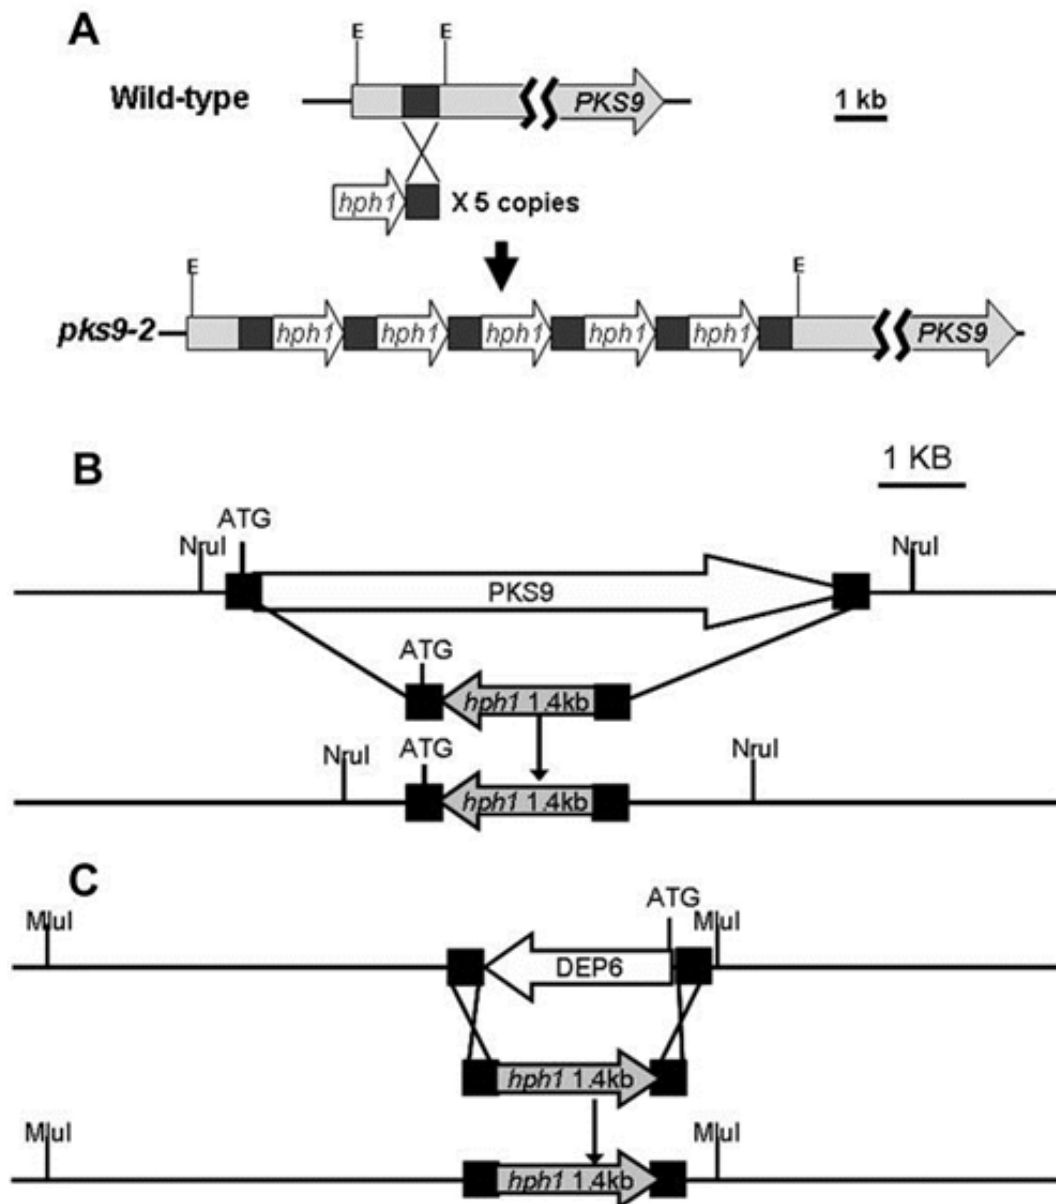 A
E E
Wild-type PKS9 1 kb
hph1 X 5 copies
E E
pks9-2 hph1 hph1 hph1 hph1 hph1 PKS9
B 1 KB
ATG
NruI NruI
PKS9
ATG
hph1 1.4kb
NruI ATG NruI
hph1 1.4kb
C
ATG
MluI MluI
DEP6
hph1 1.4kb
MluI MluI
hph1 1.4kb